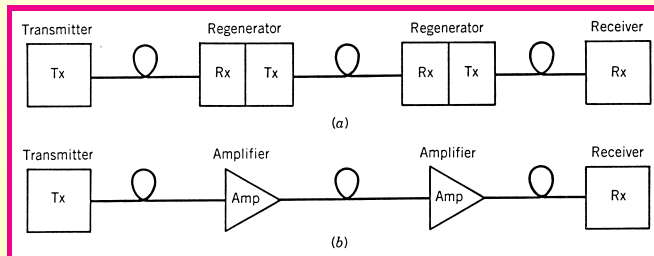 Transmitter Regenerator Regenerator Receiver
Tx Rx Tx Rx Tx Rx
(a)
Transmitter Amplifier Amplifier Receiver
Tx Amp Amp Rx
(b)